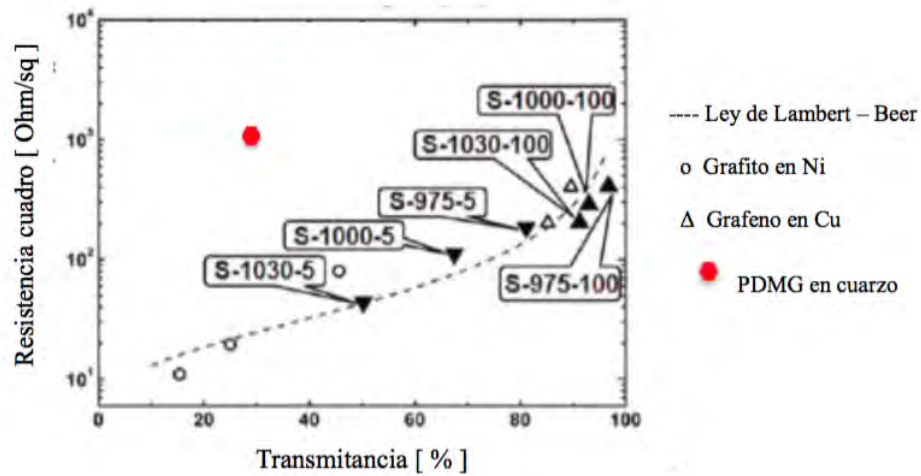 Resistencia cuadro [ Ohm/sq ]
10⁴
10³
10²
10¹
S-1000-100
S-1030-100
S-975-5
S-1000-5
S-1030-5
S-975-100
0 20 40 60 80 100
Transmitancia [ % ]
---- Ley de Lambert – Beer
o Grafito en Ni
Δ Grafeno en Cu
PDMG en cuarzo